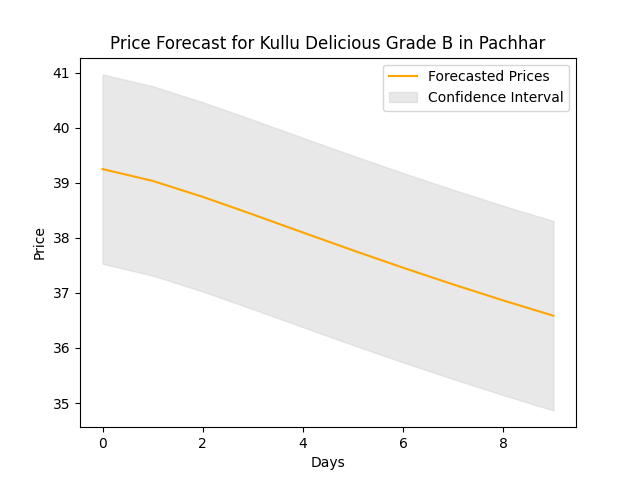 Price Forecast for Kullu Delicious Grade B in Pachhar
Forecasted Prices
Confidence Interval
Price
41
40
39
38
37
36
35
0 2 4 6 8
Days